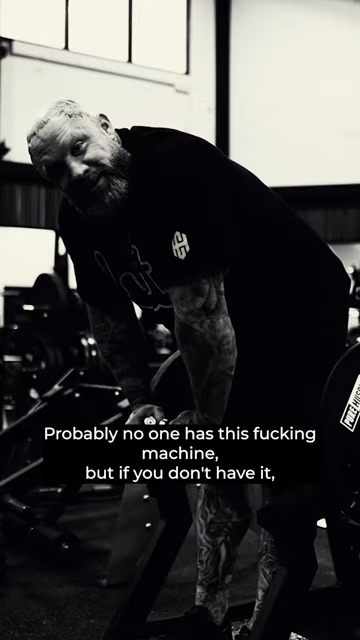 Probably no one has this fucking
machine,
but if you don't have it,